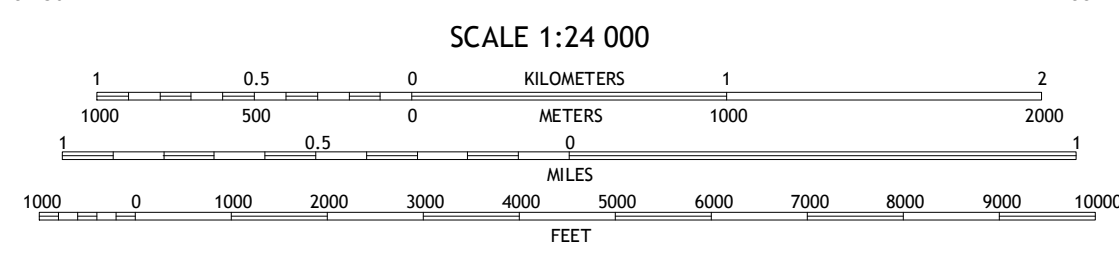 SCALE 1:24 000
1 0.5 0 KILOMETERS 1 2
1000 500 0 METERS 1000 2000
1 0.5 0 1
MILES
1000 0 1000 2000 3000 4000 5000 6000 7000 8000 9000 10000
FEET